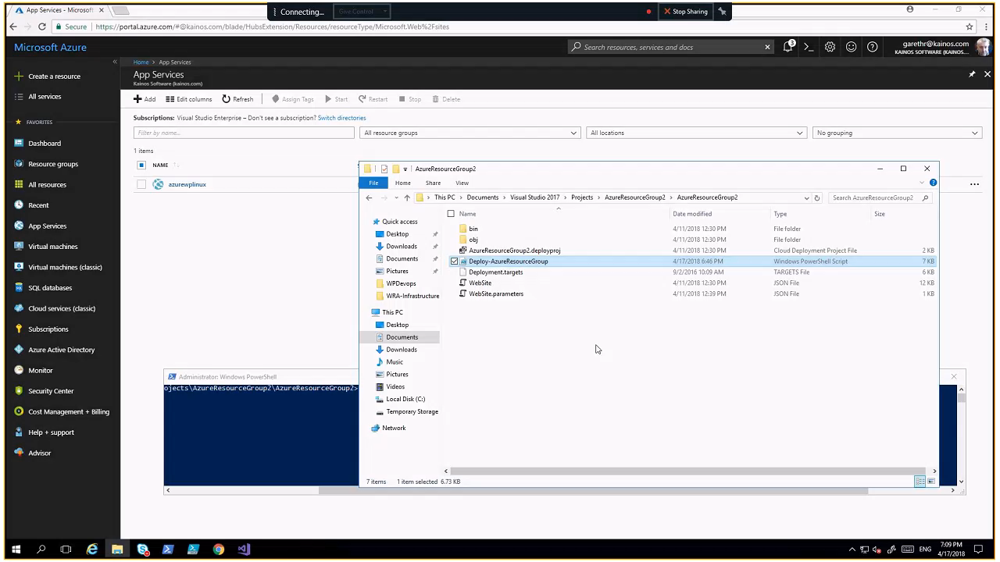 App Services - Microsoft
Connecting...
Give Control
Stop Sharing
Secure
https://portal.azure.com/#@kainos.com/blade/HubsExtension/Resources/resourceType/Microsoft.Web%2Fsites
Microsoft Azure
Search resources, services and docs
3
garethr@kainos.com
KAINOS SOFTWARE (KAINOS....
Create a resource
All services
FAVORITES
Dashboard
Resource groups
All resources
Recent
App Services
Virtual machines
Virtual machines (classic)
SQL databases
Cloud services (classic)
Subscriptions
Azure Active Directory
Monitor
Security Center
Cost Management + Billing
Help + support
Advisor
Home
App Services
App Services
Kainos Software (kainos.com)
Add
Edit columns
Refresh
Assign Tags
Start
Restart
Stop
Delete
Subscriptions: Visual Studio Enterprise – Don't see a subscription? Switch directories
Filter by name...
All resource groups
All locations
No grouping
1 items
NAME
azurewplinux
Administrator: Windows PowerShell
ojects\AzureResourceGroup2\AzureResourceGroup2>
AzureResourceGroup2
File
Home
Share
View
This PC > Documents > Visual Studio 2017 > Projects > AzureResourceGroup2 > AzureResourceGroup2
Search AzureResourceGroup2
Quick access
Desktop
Downloads
Documents
Pictures
WPDevops
WRA-Infrastructure
This PC
Desktop
Documents
Downloads
Music
Pictures
Videos
Local Disk (C:)
Temporary Storage
Network
Name Date modified Type Size
bin 4/11/2018 12:30 PM File folder
obj 4/11/2018 12:30 PM File folder
AzureResourceGroup2.deployproj 4/11/2018 12:30 PM Cloud Deployment Project File 2 KB
Deploy-AzureResourceGroup 4/17/2018 6:46 PM Windows PowerShell Script 7 KB
Deployment.targets 9/2/2016 10:09 AM TARGETS File 6 KB
WebSite 4/11/2018 12:30 PM JSON File 12 KB
WebSite.parameters 4/11/2018 12:39 PM JSON File 1 KB
7 items
1 item selected 6.73 KB
ENG
7:09 PM
4/17/2018